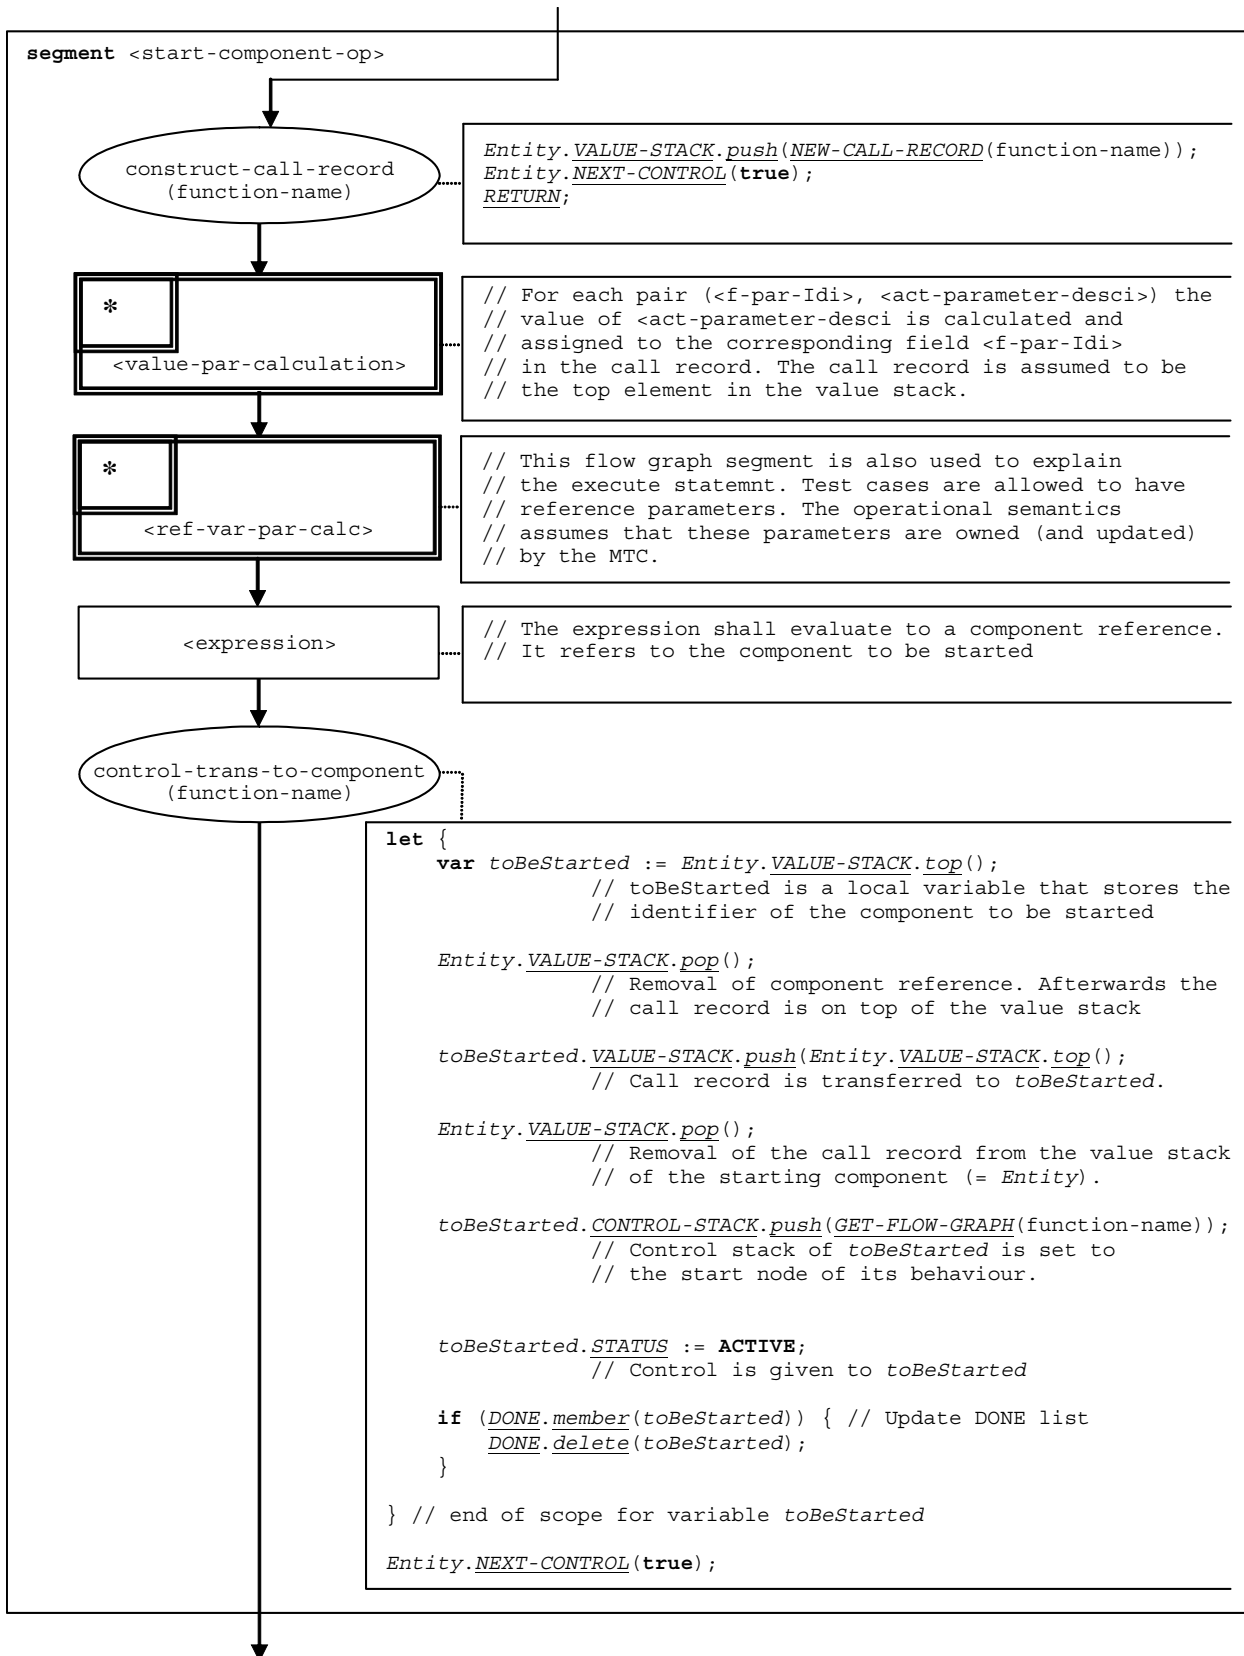 segment <start-component-op>
construct-call-record
(function-name)
Entity.VALUE-STACK.push(NEW-CALL-RECORD(function-name));
Entity.NEXT-CONTROL(true);
RETURN;
*
<value-par-calculation>
// For each pair (<f-par-Idi>, <act-parameter-desci>) the
// value of <act-parameter-desci is calculated and
// assigned to the corresponding field <f-par-Idi>
// in the call record. The call record is assumed to be
// the top element in the value stack.
*
<ref-var-par-calc>
// This flow graph segment is also used to explain
// the execute statemnt. Test cases are allowed to have
// reference parameters. The operational semantics
// assumes that these parameters are owned (and updated)
// by the MTC.
<expression>
// The expression shall evaluate to a component reference.
// It refers to the component to be started
control-trans-to-component
(function-name)
let {
var toBeStarted := Entity.VALUE-STACK.top();
// toBeStarted is a local variable that stores the
// identifier of the component to be started
Entity.VALUE-STACK.pop();
// Removal of component reference. Afterwards the
// call record is on top of the value stack
toBeStarted.VALUE-STACK.push(Entity.VALUE-STACK.top();
// Call record is transferred to toBeStarted.
Entity.VALUE-STACK.pop();
// Removal of the call record from the value stack
// of the starting component (= Entity).
toBeStarted.CONTROL-STACK.push(GET-FLOW-GRAPH(function-name));
// Control stack of toBeStarted is set to
// the start node of its behaviour.
toBeStarted.STATUS := ACTIVE;
// Control is given to toBeStarted
if (DONE.member(toBeStarted)) { // Update DONE list
DONE.delete(toBeStarted);
}
} // end of scope for variable toBeStarted
Entity.NEXT-CONTROL(true);